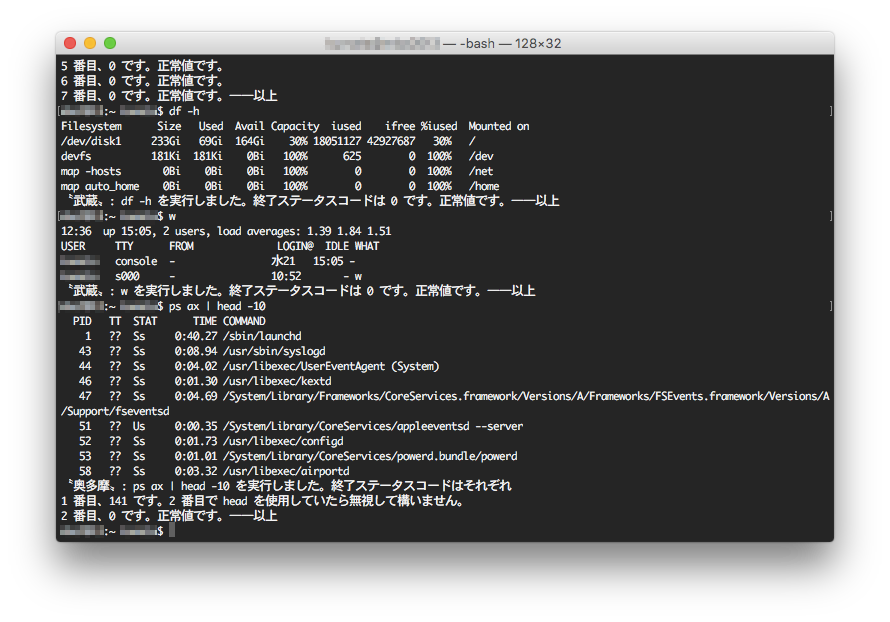 — -bash — 128×32
5 番目、0 です。正常値です。
6 番目、0 です。正常値です。
7 番目、0 です。正常値です。――以上
:~ $ df -h
Filesystem Size Used Avail Capacity iused ifree %iused Mounted on
/dev/disk1 233Gi 69Gi 164Gi 30% 18051127 42927687 30% /
devfs 181Ki 181Ki 0Bi 100% 625 0 100% /dev
map -hosts 0Bi 0Bi 0Bi 100% 0 0 100% /net
map auto_home 0Bi 0Bi 0Bi 100% 0 0 100% /home
〝武蔵〟: df -h を実行しました。終了ステータスコードは 0 です。正常値です。――以上
:~ $ w
12:36 up 15:05, 2 users, load averages: 1.39 1.84 1.51
USER TTY FROM LOGIN@ IDLE WHAT
console - 水21 15:05 -
s000 - 10:52 - w
〝武蔵〟: w を実行しました。終了ステータスコードは 0 です。正常値です。――以上
:~ $ ps ax | head -10
PID TT STAT TIME COMMAND
1 ?? Ss 0:40.27 /sbin/launchd
43 ?? Ss 0:08.94 /usr/sbin/syslogd
44 ?? Ss 0:04.02 /usr/libexec/UserEventAgent (System)
46 ?? Ss 0:01.30 /usr/libexec/kextd
47 ?? Ss 0:04.69 /System/Library/Frameworks/CoreServices.framework/Versions/A/Frameworks/FSEvents.framework/Versions/A
/Support/fseventsd
51 ?? Us 0:00.35 /System/Library/CoreServices/appleeventsd --server
52 ?? Ss 0:01.73 /usr/libexec/configd
53 ?? Ss 0:01.01 /System/Library/CoreServices/powerd.bundle/powerd
58 ?? Ss 0:03.32 /usr/libexec/airportd
〝奥多摩〟: ps ax | head -10 を実行しました。終了ステータスコードはそれぞれ
1 番目、141 です。2 番目で head を使用していたら無視して構いません。
2 番目、0 です。正常値です。――以上
:~ $